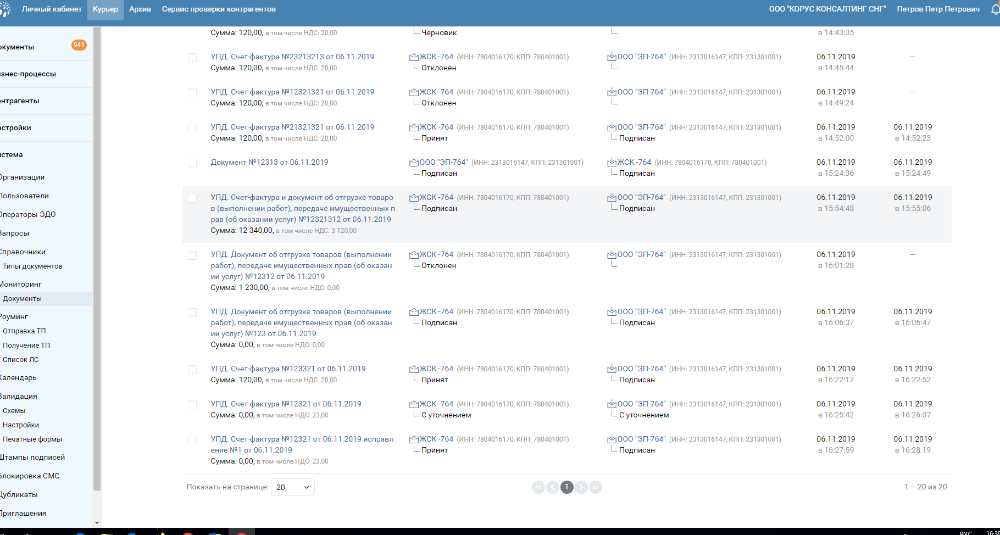 Личный кабинет Курьер Архив Сервис проверки контрагентов ООО "КОРУС КОНСАЛТИНГ СНГ" Петров Петр Петрович
окументы 941
знес-процессы
нтрагенты
стройки
стема
Организации
Пользователи
Операторы ЭДО
Запросы
Справочники
Типы документов
Мониторинг
Документы
Роуминг
Отправка ТП
Получение ТП
Список ЛС
Календарь
Валидация
Схемы
Настройки
Печатные формы
Штампы подписей
Блокировка СМС
Дубликаты
Приглашения
Сумма: 120,00, в том числе НДС: 20,00 Черновик в 14:43:35
УПД. Счет-фактура №23213213 от 06.11.2019 ЖСК -764 (ИНН: 7804016170, КПП: 780401001) ООО "ЭП-764" (ИНН: 2313016147, КПП: 231301001) 06.11.2019 —
Сумма: 120,00, в том числе НДС: 20,00 Отклонен в 14:45:44
УПД. Счет-фактура №12321321 от 06.11.2019 ЖСК -764 (ИНН: 7804016170, КПП: 780401001) ООО "ЭП-764" (ИНН: 2313016147, КПП: 231301001) 06.11.2019 —
Сумма: 120,00, в том числе НДС: 20,00 Отклонен в 14:49:24
УПД. Счет-фактура №21321321 от 06.11.2019 ЖСК -764 (ИНН: 7804016170, КПП: 780401001) ООО "ЭП-764" (ИНН: 2313016147, КПП: 231301001) 06.11.2019 06.11.2019
Сумма: 120,00, в том числе НДС: 20,00 Принят Подписан в 14:52:00 в 14:52:23
Документ №12313 от 06.11.2019 ООО "ЭП-764" (ИНН: 2313016147, КПП: 231301001) ЖСК -764 (ИНН: 7804016170, КПП: 780401001) 06.11.2019 06.11.2019
Подписан Подписан в 15:24:36 в 15:24:49
УПД. Счет-фактура и документ об отгрузке товаро ЖСК -764 (ИНН: 7804016170, КПП: 780401001) ООО "ЭП-764" (ИНН: 2313016147, КПП: 231301001) 06.11.2019 06.11.2019
в (выполнении работ), передаче имущественных п Подписан Подписан в 15:54:48 в 15:55:06
рав (об оказании услуг) №12321312 от 06.11.2019
Сумма: 12 340,00, в том числе НДС: 3 120,00
УПД. Документ об отгрузке товаров (выполнении ЖСК -764 (ИНН: 7804016170, КПП: 780401001) ООО "ЭП-764" (ИНН: 2313016147, КПП: 231301001) 06.11.2019 —
работ), передаче имущественных прав (об оказан Отклонен в 16:01:28
ии услуг) №12312 от 06.11.2019
Сумма: 1 230,00, в том числе НДС: 0,00
УПД. Документ об отгрузке товаров (выполнении ЖСК -764 (ИНН: 7804016170, КПП: 780401001) ООО "ЭП-764" (ИНН: 2313016147, КПП: 231301001) 06.11.2019 06.11.2019
работ), передаче имущественных прав (об оказан Подписан Подписан в 16:06:37 в 16:06:47
ии услуг) №123 от 06.11.2019
Сумма: 0,00, в том числе НДС: 0,00
УПД. Счет-фактура №123321 от 06.11.2019 ЖСК -764 (ИНН: 7804016170, КПП: 780401001) ООО "ЭП-764" (ИНН: 2313016147, КПП: 231301001) 06.11.2019 06.11.2019
Сумма: 120,00, в том числе НДС: 20,00 Принят Подписан в 16:22:12 в 16:22:52
УПД. Счет-фактура №12321 от 06.11.2019 ЖСК -764 (ИНН: 7804016170, КПП: 780401001) ООО "ЭП-764" (ИНН: 2313016147, КПП: 231301001) 06.11.2019 06.11.2019
Сумма: 0,00, в том числе НДС: 23,00 С уточнением С уточнением в 16:25:42 в 16:26:07
УПД. Счет-фактура №12321 от 06.11.2019 исправл ЖСК -764 (ИНН: 7804016170, КПП: 780401001) ООО "ЭП-764" (ИНН: 2313016147, КПП: 231301001) 06.11.2019 06.11.2019
ение №1 от 06.11.2019 Принят Подписан в 16:27:59 в 16:28:19
Сумма: 0,00, в том числе НДС: 23,00
Показать на странице: 20 « ‹ 1 › » 1 – 20 из 20
РУС